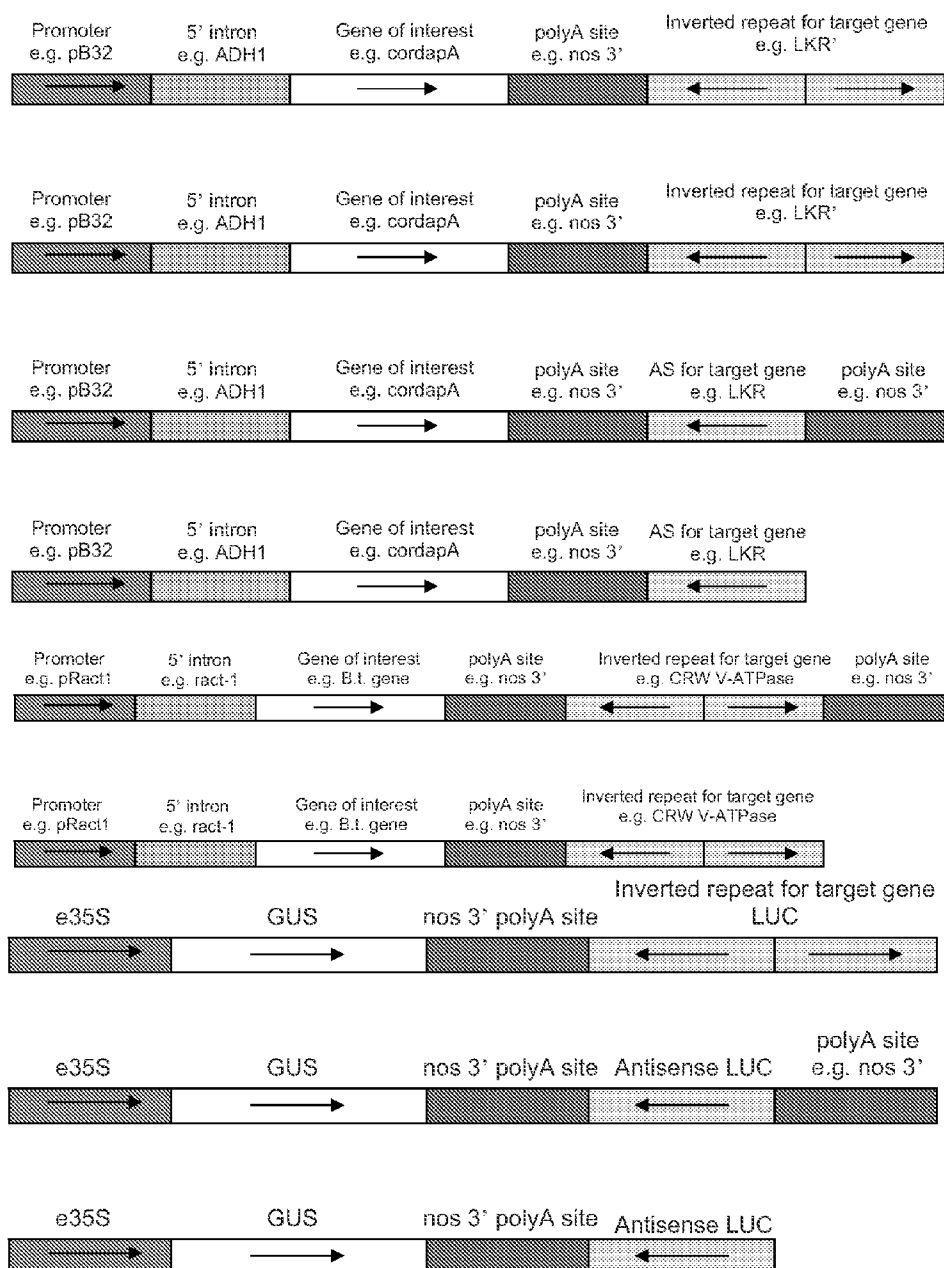 Promoter 5' intron Gene of interest polyA site Inverted repeat for target gene
e.g. pB32 e.g. ADH1 e.g. cordapA e.g. nos 3' e.g. LKR'
Promoter 5' intron Gene of interest polyA site Inverted repeat for target gene
e.g. pB32 e.g. ADH1 e.g. cordapA e.g. nos 3' e.g. LKR'
Promoter 5' intron Gene of interest polyA site AS for target gene polyA site
e.g. pB32 e.g. ADH1 e.g. cordapA e.g. nos 3' e.g. LKR e.g. nos 3'
Promoter 5' intron Gene of interest polyA site AS for target gene
e.g. pB32 e.g. ADH1 e.g. cordapA e.g. nos 3' e.g. LKR
Promoter 5' intron Gene of interest polyA site Inverted repeat for target gene polyA site
e.g. pRact1 e.g. ract-1 e.g. B.t. gene e.g. nos 3' e.g. CRW V-ATPase e.g. nos 3'
Promoter 5' intron Gene of interest polyA site Inverted repeat for target gene
e.g. pRact1 e.g. ract-1 e.g. B.t. gene e.g. nos 3' e.g. CRW V-ATPase
Inverted repeat for target gene
e35S GUS nos 3' polyA site LUC
polyA site
e35S GUS nos 3' polyA site Antisense LUC e.g. nos 3'
e35S GUS nos 3' polyA site Antisense LUC